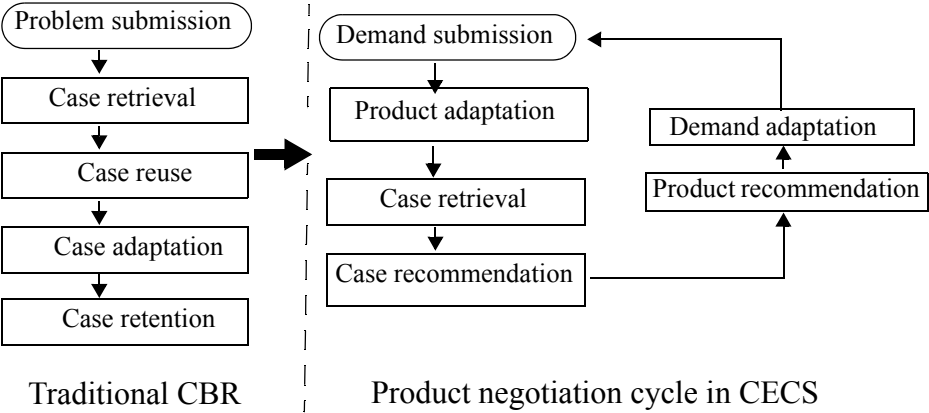 Problem submission
Case retrieval
Case reuse
Case adaptation
Case retention
Traditional CBR
Demand submission
Product adaptation
Case retrieval
Case recommendation
Demand adaptation
Product recommendation
Product negotiation cycle in CECS